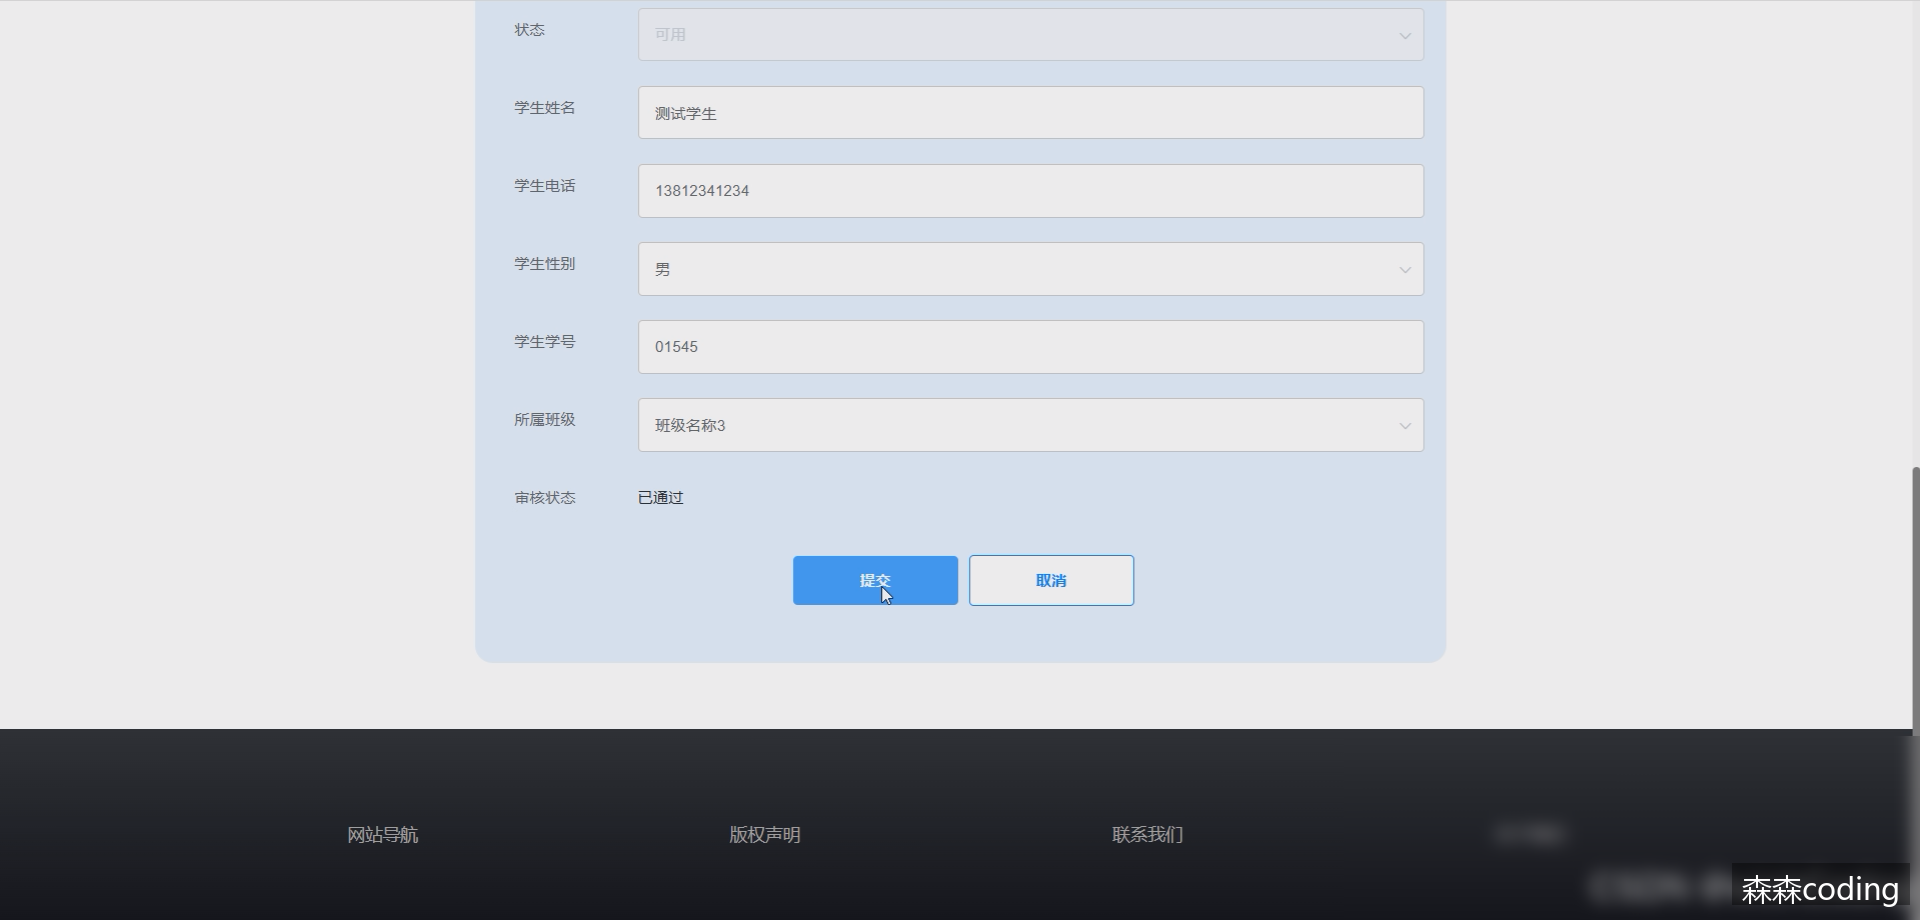 状态
可用
学生姓名
测试学生
学生电话
13812341234
学生性别
男
学生学号
01545
所属班级
班级名称3
审核状态
已通过
提交
取消
网站导航
版权声明
联系我们
森森coding